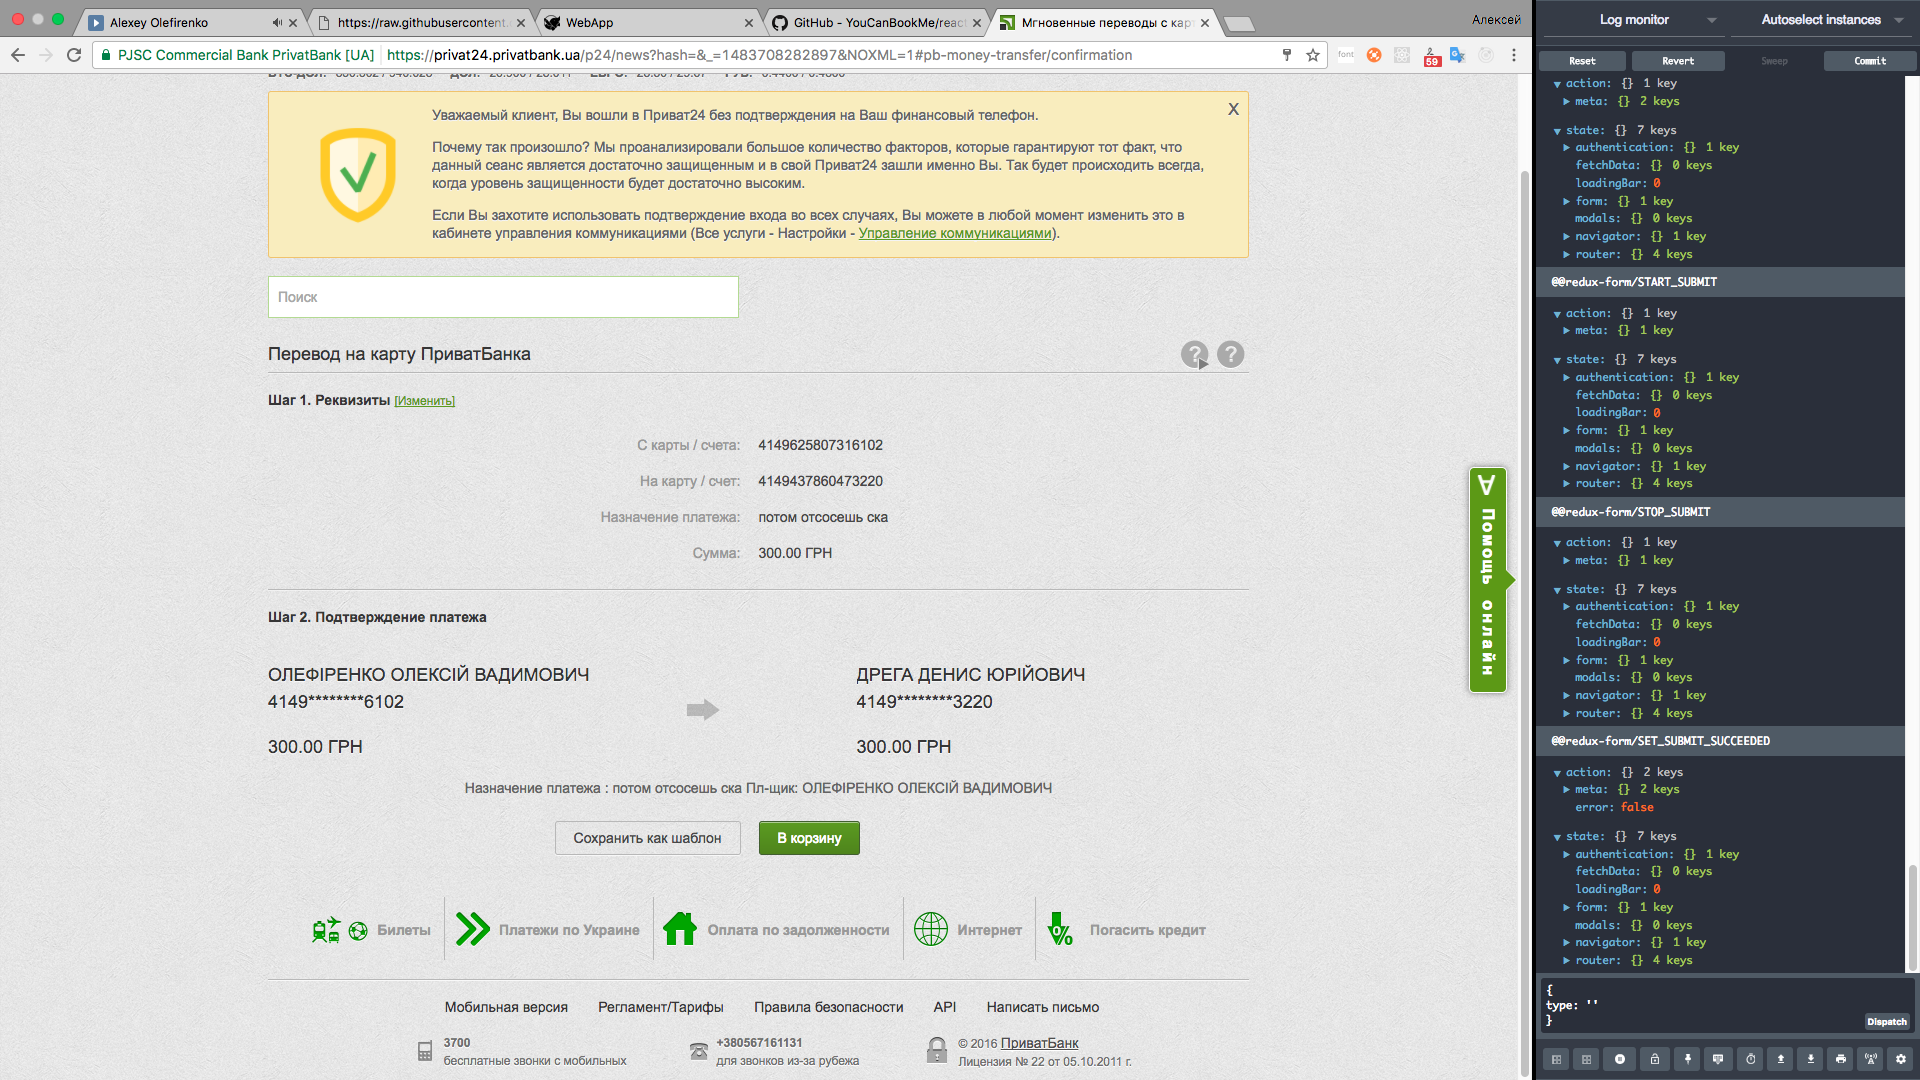 Alexey Olefirenko
https://raw.githubusercontent.
WebApp
GitHub - YouCanBookMe/reac
Мгновенные переводы с карт
Алексей
PJSC Commercial Bank PrivatBank [UA]
https://privat24.privatbank.ua/p24/news?hash=&_=1483708282897&NOXML=1#pb-money-transfer/confirmation
font
59
Уважаемый клиент, Вы вошли в Приват24 без подтверждения на Ваш финансовый телефон.
X
Почему так произошло? Мы проанализировали большое количество факторов, которые гарантируют тот факт, что
данный сеанс является достаточно защищенным и в свой Приват24 зашли именно Вы. Так будет происходить всегда,
когда уровень защищенности будет достаточно высоким.
Если Вы захотите использовать подтверждение входа во всех случаях, Вы можете в любой момент изменить это в
кабинете управления коммуникациями (Все услуги - Настройки - Управление коммуникациями).
Поиск
Перевод на карту ПриватБанка
? ?
Шаг 1. Реквизиты [Изменить]
С карты / счета: 4149625807316102
На карту / счет: 4149437860473220
Назначение платежа: потом отсосешь ска
Сумма: 300.00 ГРН
Шаг 2. Подтверждение платежа
ОЛЕФІРЕНКО ОЛЕКСІЙ ВАДИМОВИЧ
4149********6102
300.00 ГРН
ДРЕГА ДЕНИС ЮРІЙОВИЧ
4149********3220
300.00 ГРН
Назначение платежа : потом отсосешь ска Пл-щик: ОЛЕФІРЕНКО ОЛЕКСІЙ ВАДИМОВИЧ
Сохранить как шаблон
В корзину
Билеты
Платежи по Украине
Оплата по задолженности
Интернет
Погасить кредит
Мобильная версия
Регламент/Тарифы
Правила безопасности
API
Написать письмо
3700
бесплатные звонки с мобильных
+380567161131
для звонков из-за рубежа
© 2016 ПриватБанк
Лицензия № 22 от 05.10.2011 г.
Помощь онлайн
Log monitor
Autoselect instances
Reset
Revert
Sweep
Commit
action: {} 1 key
meta: {} 2 keys
state: {} 7 keys
authentication: {} 1 key
fetchData: {} 0 keys
loadingBar: 0
form: {} 1 key
modals: {} 0 keys
navigator: {} 1 key
router: {} 4 keys
@@redux-form/START_SUBMIT
action: {} 1 key
meta: {} 1 key
state: {} 7 keys
authentication: {} 1 key
fetchData: {} 0 keys
loadingBar: 0
form: {} 1 key
modals: {} 0 keys
navigator: {} 1 key
router: {} 4 keys
@@redux-form/STOP_SUBMIT
action: {} 1 key
meta: {} 1 key
state: {} 7 keys
authentication: {} 1 key
fetchData: {} 0 keys
loadingBar: 0
form: {} 1 key
modals: {} 0 keys
navigator: {} 1 key
router: {} 4 keys
@@redux-form/SET_SUBMIT_SUCCEEDED
action: {} 2 keys
meta: {} 2 keys
error: false
state: {} 7 keys
authentication: {} 1 key
fetchData: {} 0 keys
loadingBar: 0
form: {} 1 key
modals: {} 0 keys
navigator: {} 1 key
router: {} 4 keys
{
type: ''
}
Dispatch